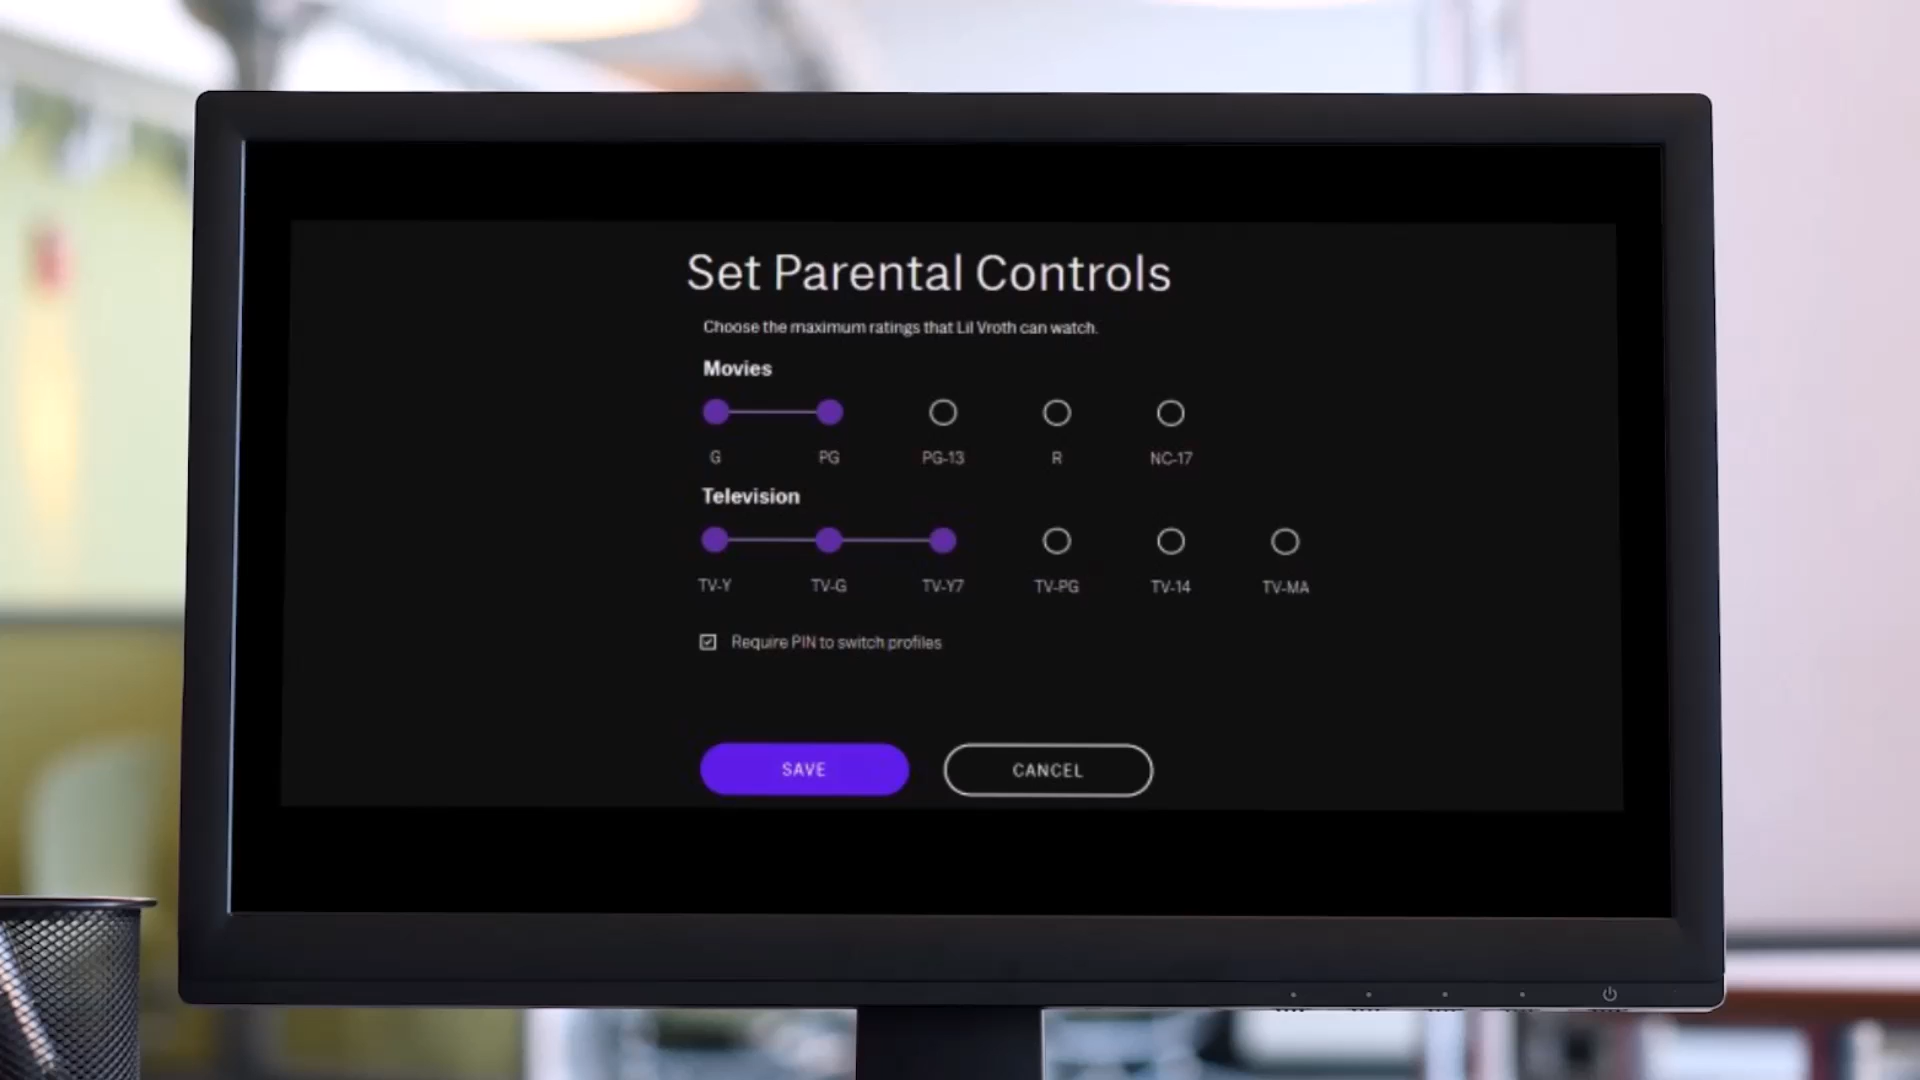 Set Parental Controls
Choose the maximum ratings that Lil Vroth can watch.
Movies
G PG PG-13 R NC-17
Television
TV-Y TV-G TV-Y7 TV-PG TV-14 TV-MA
Require PIN to switch profiles
SAVE CANCEL